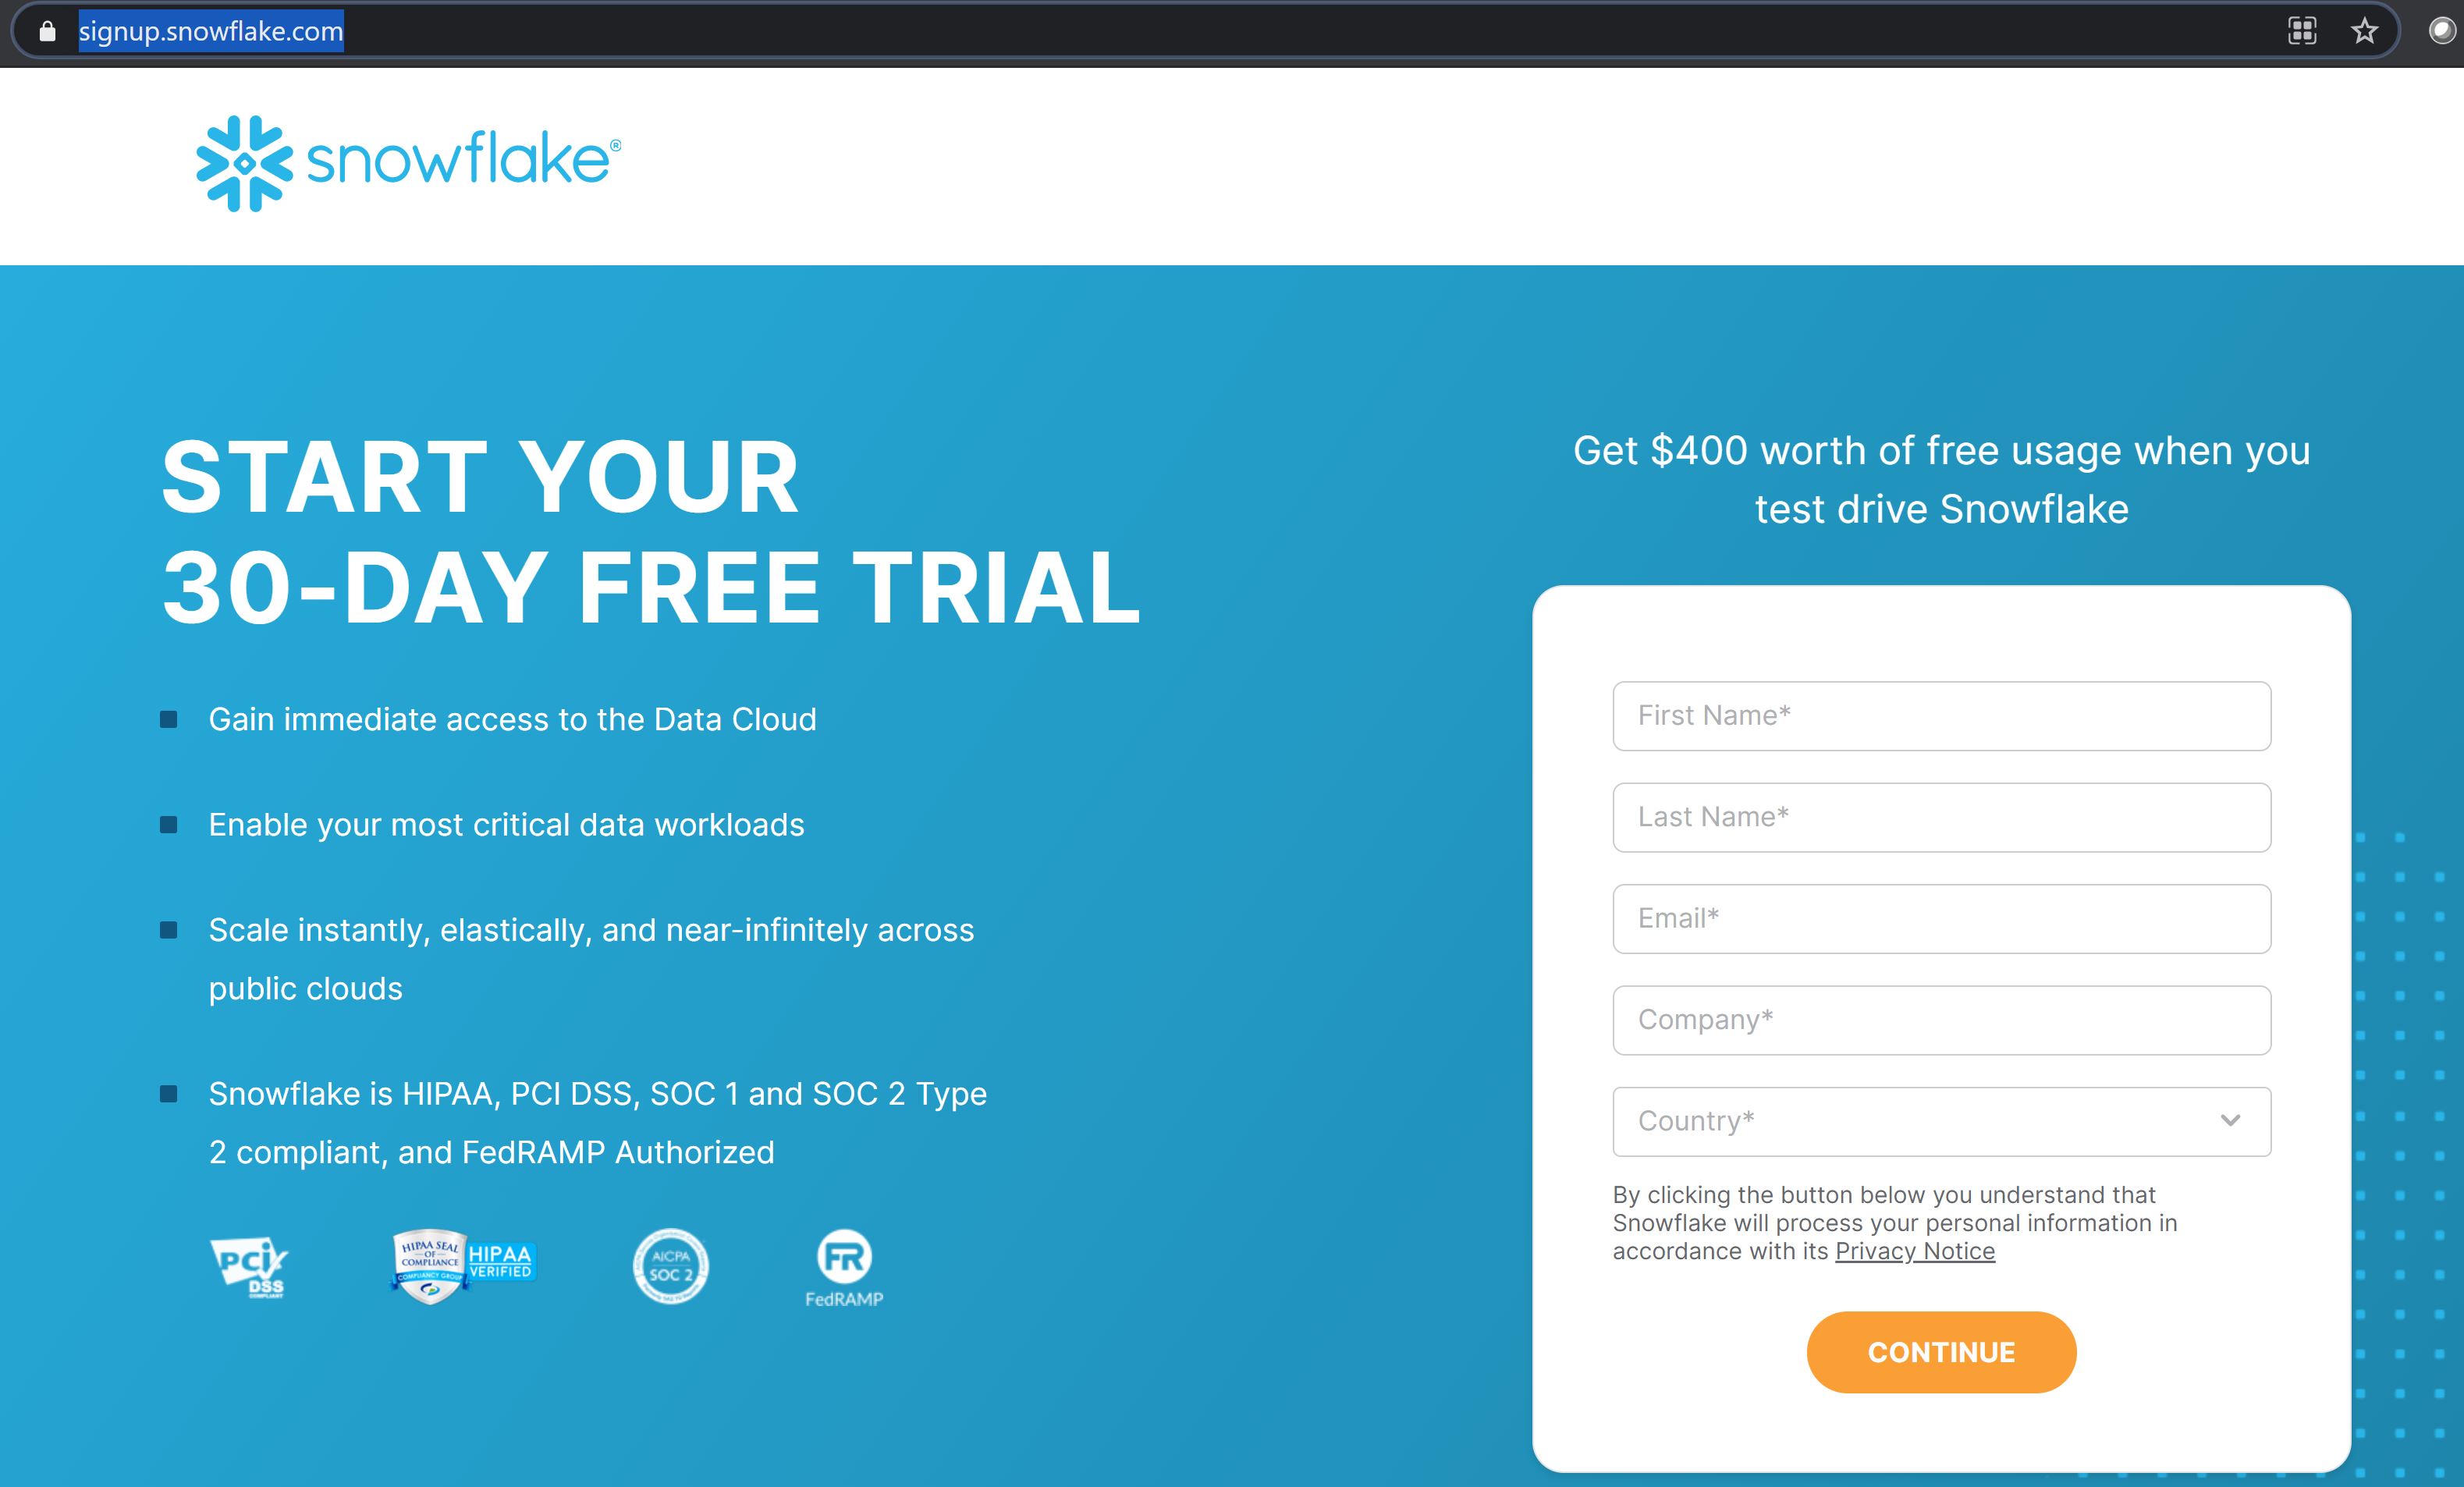 signup.snowflake.com
snowflake®
START YOUR
30-DAY FREE TRIAL
Gain immediate access to the Data Cloud
Enable your most critical data workloads
Scale instantly, elastically, and near-infinitely across
public clouds
Snowflake is HIPAA, PCI DSS, SOC 1 and SOC 2 Type
2 compliant, and FedRAMP Authorized
PCI
DSS
COMPLIANT
HIPAA SEAL
OF
COMPLIANCE
COMPLIANCY GROUP
HIPAA
VERIFIED
AICPA
SOC 2
FR
FedRAMP
Get $400 worth of free usage when you
test drive Snowflake
First Name*
Last Name*
Email*
Company*
Country*
By clicking the button below you understand that
Snowflake will process your personal information in
accordance with its Privacy Notice
CONTINUE